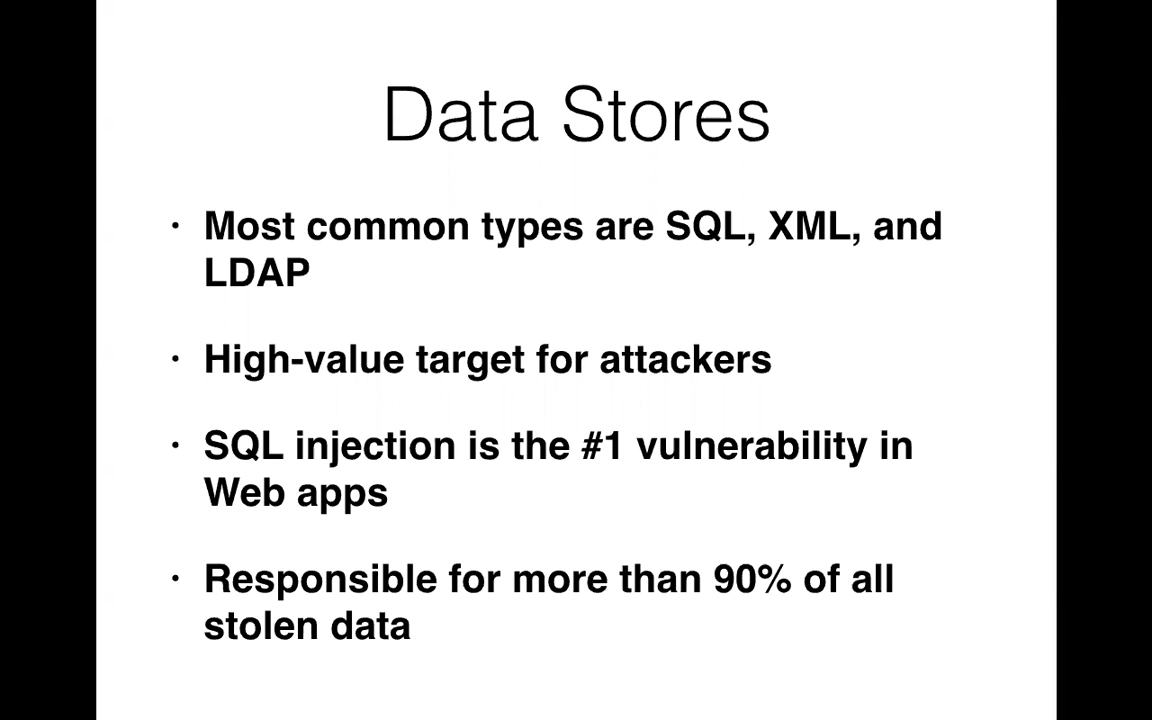 Data Stores
· Most common types are SQL, XML, and
LDAP
· High-value target for attackers
· SQL injection is the #1 vulnerability in
Web apps
· Responsible for more than 90% of all
stolen data